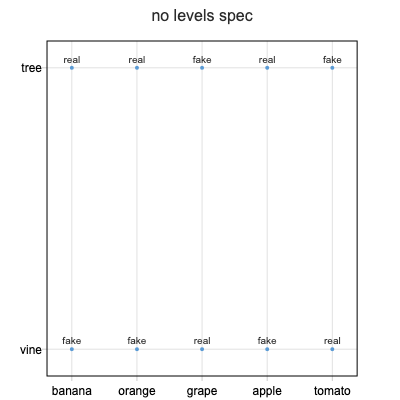 no levels spec
tree
real real fake real fake
fake fake real fake real
vine
banana orange grape apple tomato